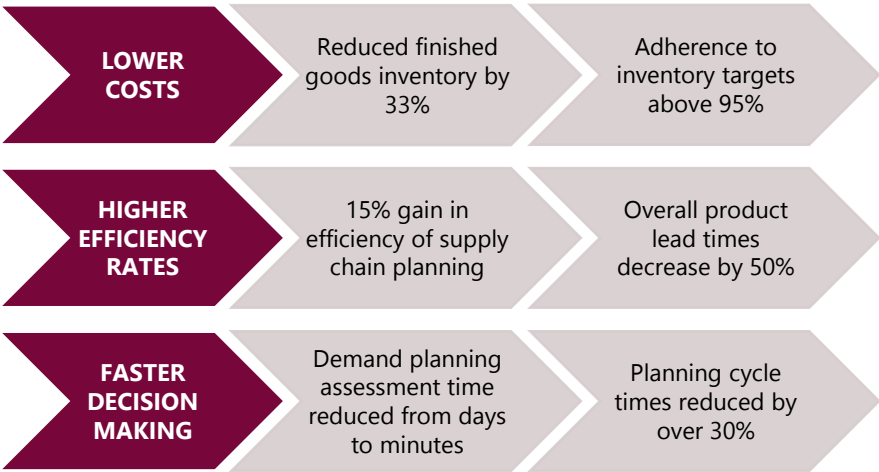 LOWER
COSTS
Reduced finished
goods inventory by
33%
Adherence to
inventory targets
above 95%
HIGHER
EFFICIENCY
RATES
15% gain in
efficiency of supply
chain planning
Overall product
lead times
decrease by 50%
FASTER
DECISION
MAKING
Demand planning
assessment time
reduced from days
to minutes
Planning cycle
times reduced by
over 30%